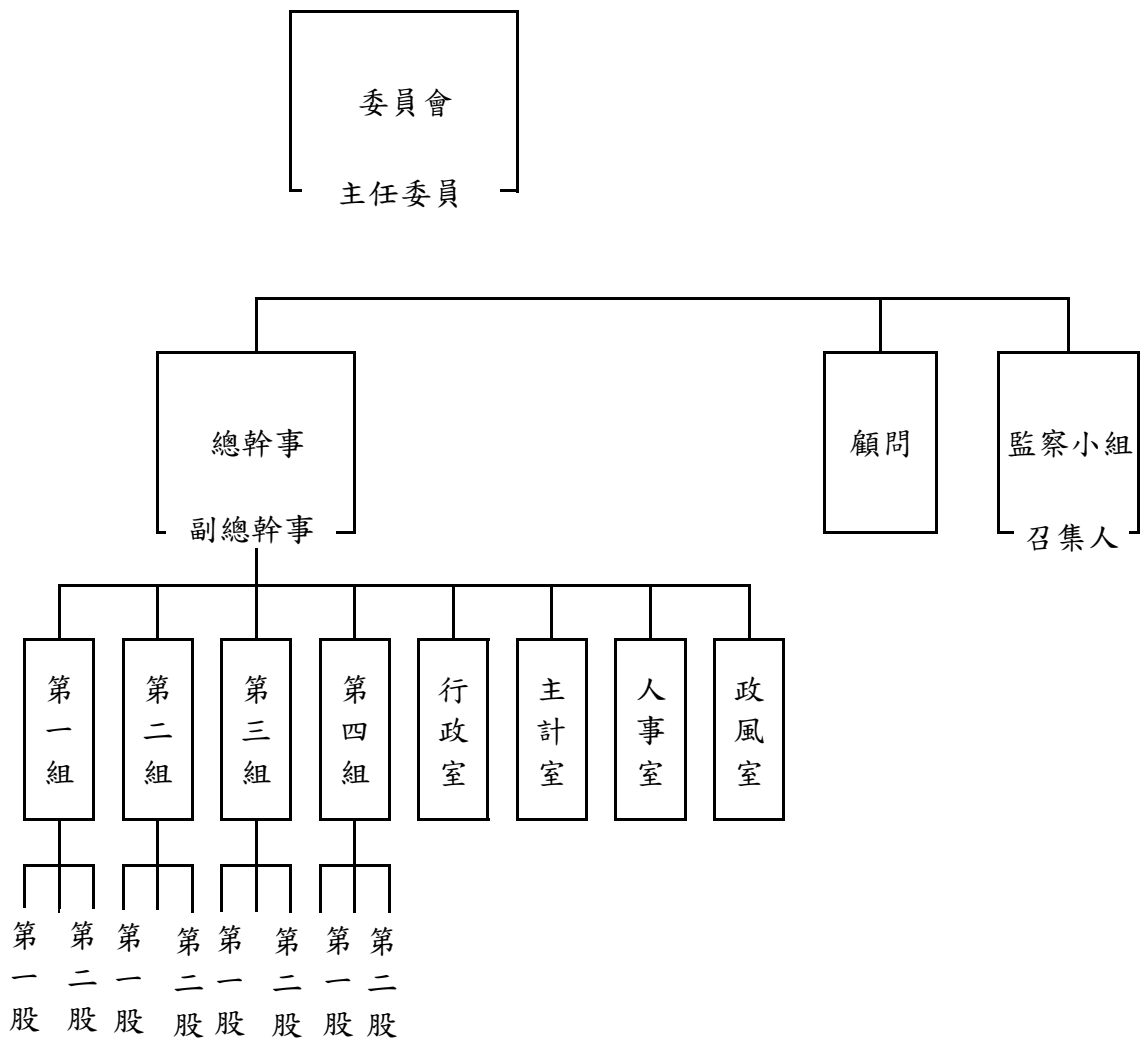 委員會
主任委員
總幹事
副總幹事
顧問
監察小組
召集人
第一組
第二組
第三組
第四組
行政室
主計室
人事室
政風室
第一股
第二股
第一股
第二股
第一股
第二股
第一股
第二股